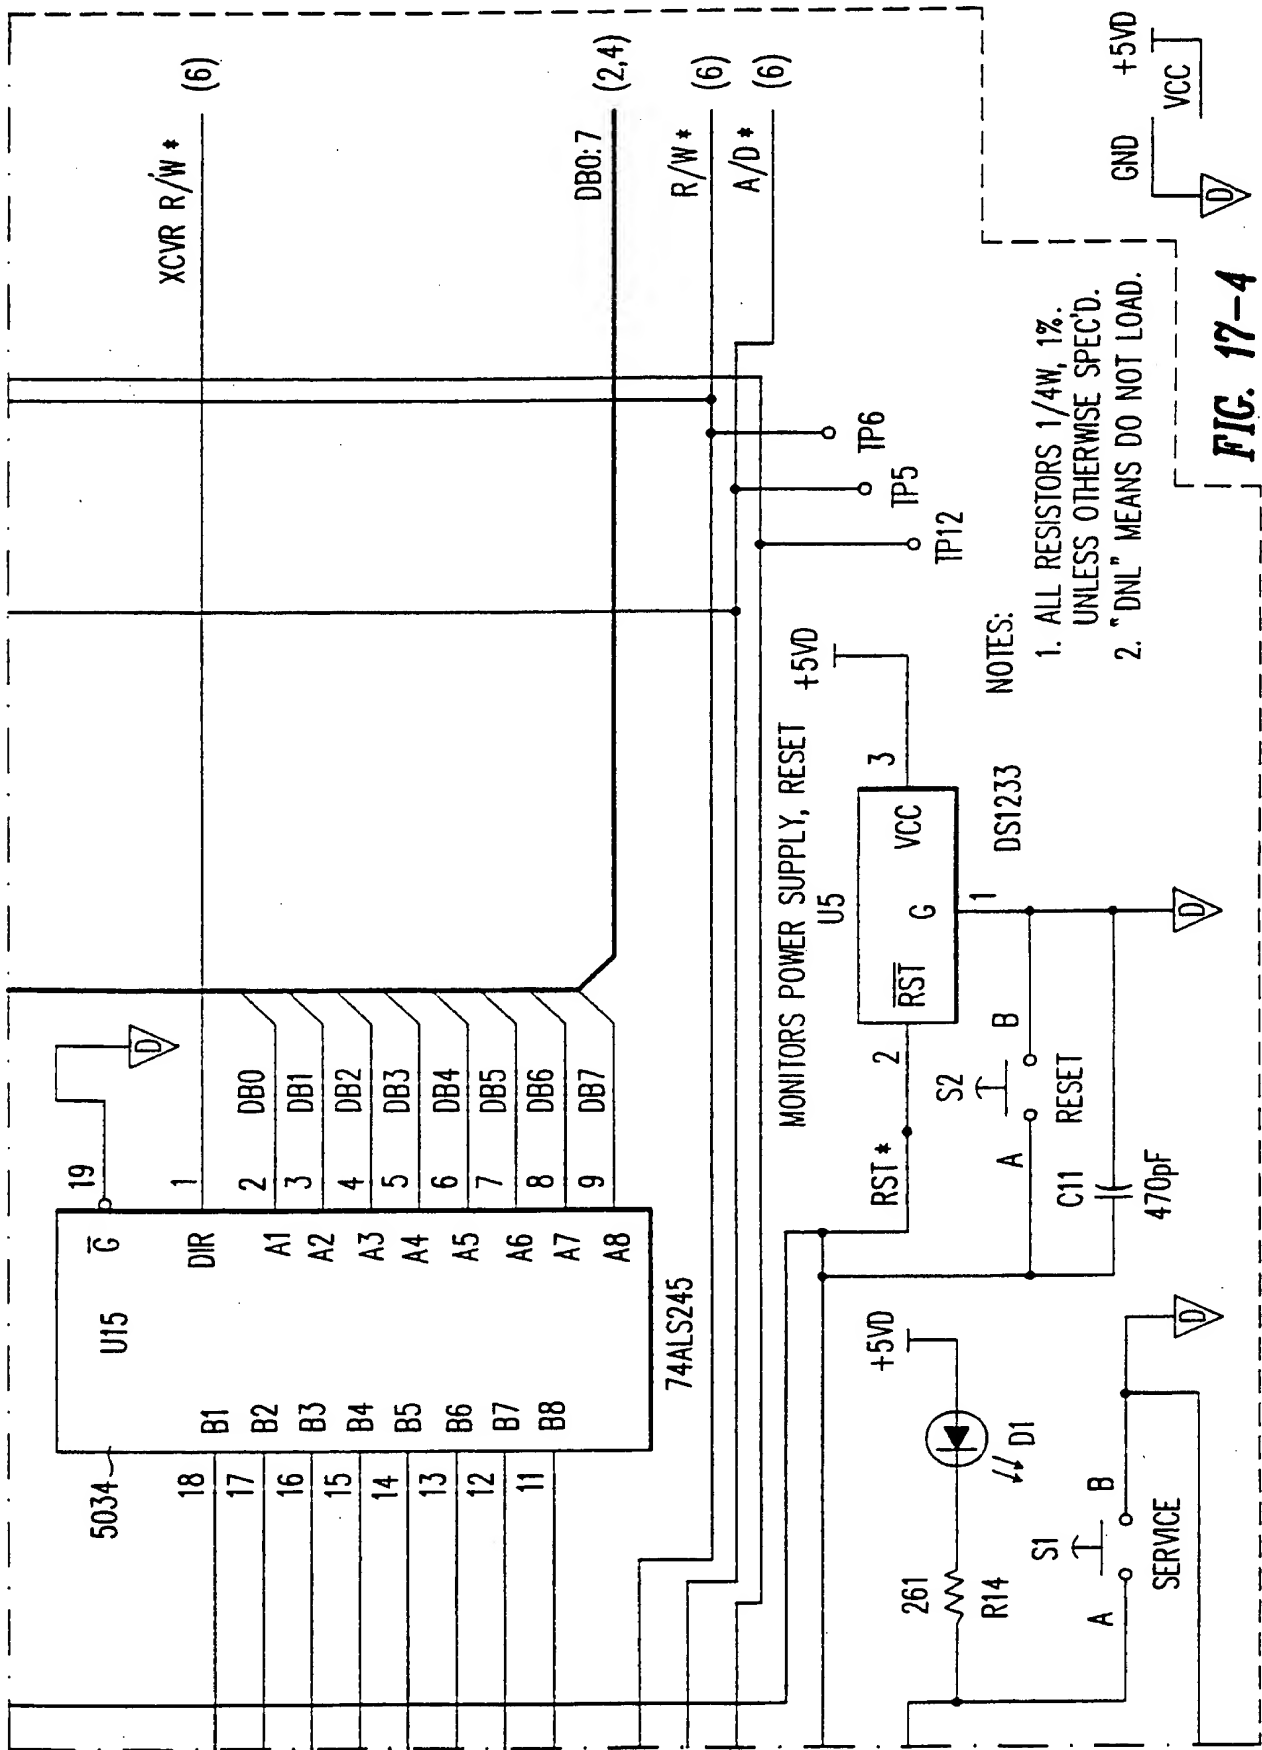 XCVR R/W *
(6)
DB0:7
(2,4)
R/W *
(6)
A/D *
(6)
5034
U15
G
19
DIR
1
B1
18
A1
2
DB0
B2
17
A2
3
DB1
B3
16
A3
4
DB2
B4
15
A4
5
DB3
B5
14
A5
6
DB4
B6
13
A6
7
DB5
B7
12
A7
8
DB6
B8
11
A8
9
DB7
D
74ALS245
TP6
TP5
TP12
MONITORS POWER SUPPLY, RESET
U5
+5VD
RST *
2
RST
VCC
3
G
1
DS1233
S2
A
B
RESET
C11
470pF
D
+5VD
261
R14
D1
S1
A
B
SERVICE
D
NOTES:
1. ALL RESISTORS 1/4W, 1%.
UNLESS OTHERWISE SPEC'D.
2. "DNL" MEANS DO NOT LOAD.
GND
+5VD
VCC
D
FIG. 17-4